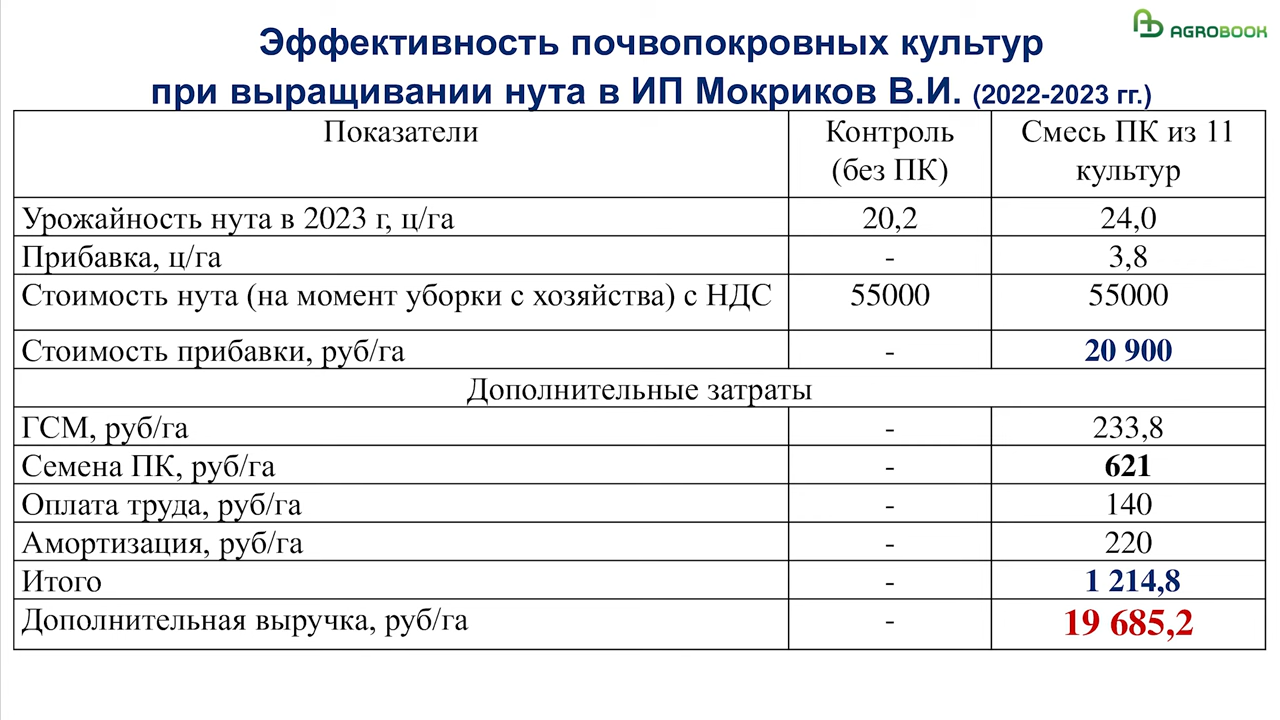 AGROBOOK
Эффективность почвопокровных культур
при выращивании нута в ИП Мокриков В.И. (2022-2023 гг.)
Показатели
Контроль
(без ПК)
Смесь ПК из 11
культур
Урожайность нута в 2023 г, ц/га 20,2 24,0
Прибавка, ц/га - 3,8
Стоимость нута (на момент уборки с хозяйства) с НДС 55000 55000
Стоимость прибавки, руб/га - 20 900
Дополнительные затраты
ГСМ, руб/га - 233,8
Семена ПК, руб/га - 621
Оплата труда, руб/га - 140
Амортизация, руб/га - 220
Итого - 1 214,8
Дополнительная выручка, руб/га - 19 685,2